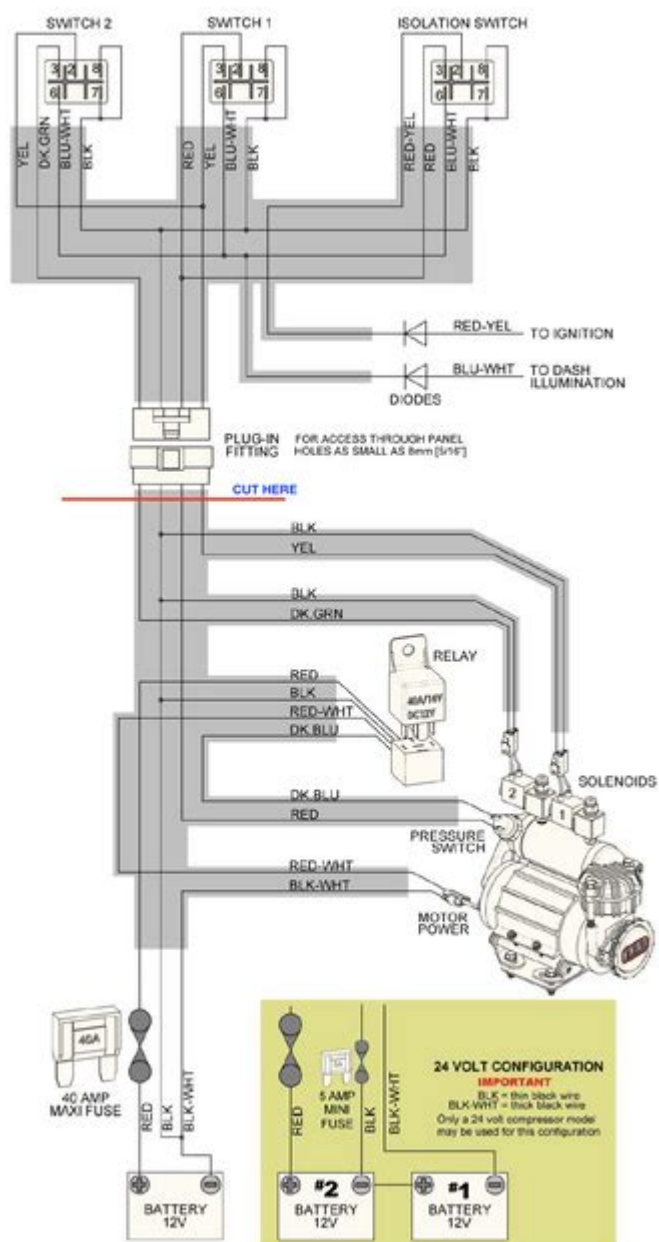 SWITCH 2
SWITCH 1
ISOLATION SWITCH
3 2 8
6 7
3 2 8
6 7
3 2 8
6 7
YEL
DK.GRN
BLU-WHT
BLK
RED
YEL
BLU-WHT
BLK
RED-YEL
RED
BLU-WHT
BLK
RED-YEL
TO IGNITION
BLU-WHT
TO DASH
ILLUMINATION
DIODES
PLUG-IN
FITTING
FOR ACCESS THROUGH PANEL
HOLES AS SMALL AS 8mm [5/16"]
CUT HERE
BLK
YEL
BLK
DK.GRN
RED
BLK
RED-WHT
DK.BLU
RELAY
40A/14V
DC12V
DK.BLU
RED
2
1
SOLENOIDS
PRESSURE
SWITCH
RED-WHT
BLK-WHT
MOTOR
POWER
40A
40 AMP
MAXI FUSE
RED
BLK
BLK-WHT
BATTERY
12V
5 AMP
MINI
FUSE
RED
BLK
BLK-WHT
24 VOLT CONFIGURATION
IMPORTANT
BLK = thin black wire
BLK-WHT = thick black wire
Only a 24 volt compressor model
may be used for this configuration
#2
BATTERY
12V
#1
BATTERY
12V